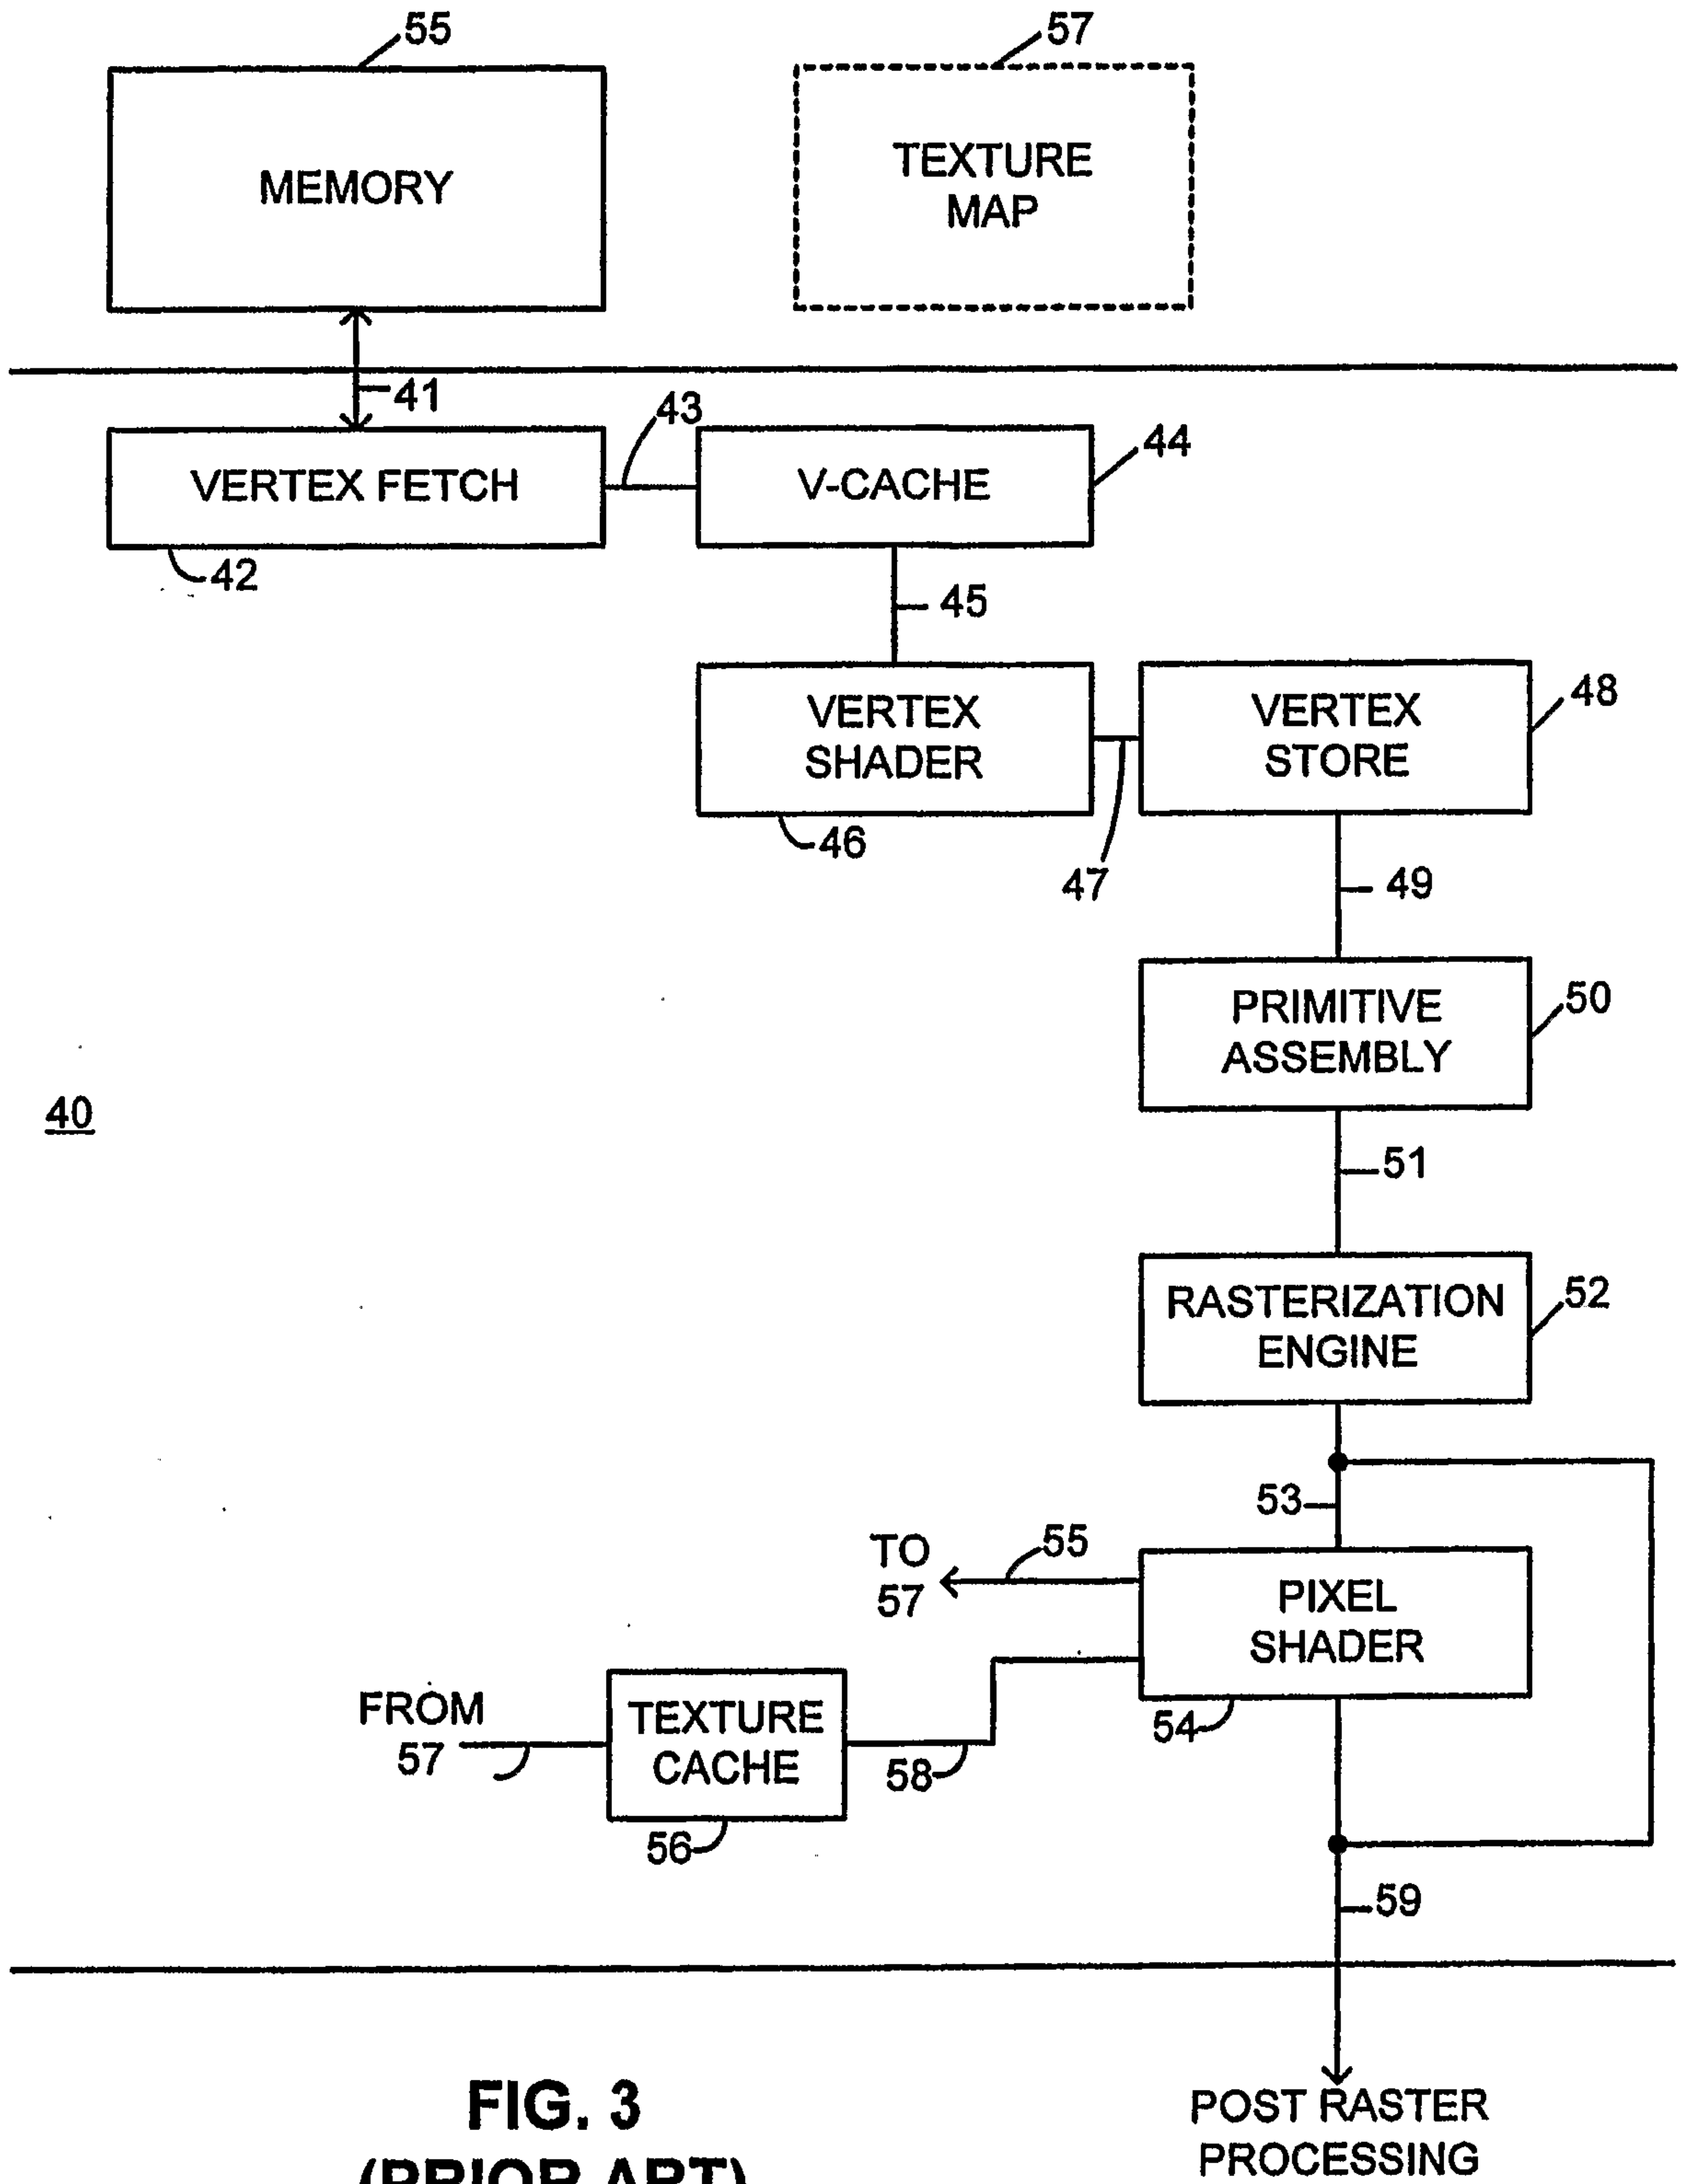 55
57
MEMORY
TEXTURE
MAP
41
43
44
VERTEX FETCH
V-CACHE
42
45
VERTEX
SHADER
VERTEX
STORE
48
46
47
49
PRIMITIVE
ASSEMBLY
50
40
51
RASTERIZATION
ENGINE
52
53
TO
57
55
PIXEL
SHADER
54
FROM
57
TEXTURE
CACHE
58
56
59
FIG. 3
(PRIOR ART)
POST RASTER
PROCESSING